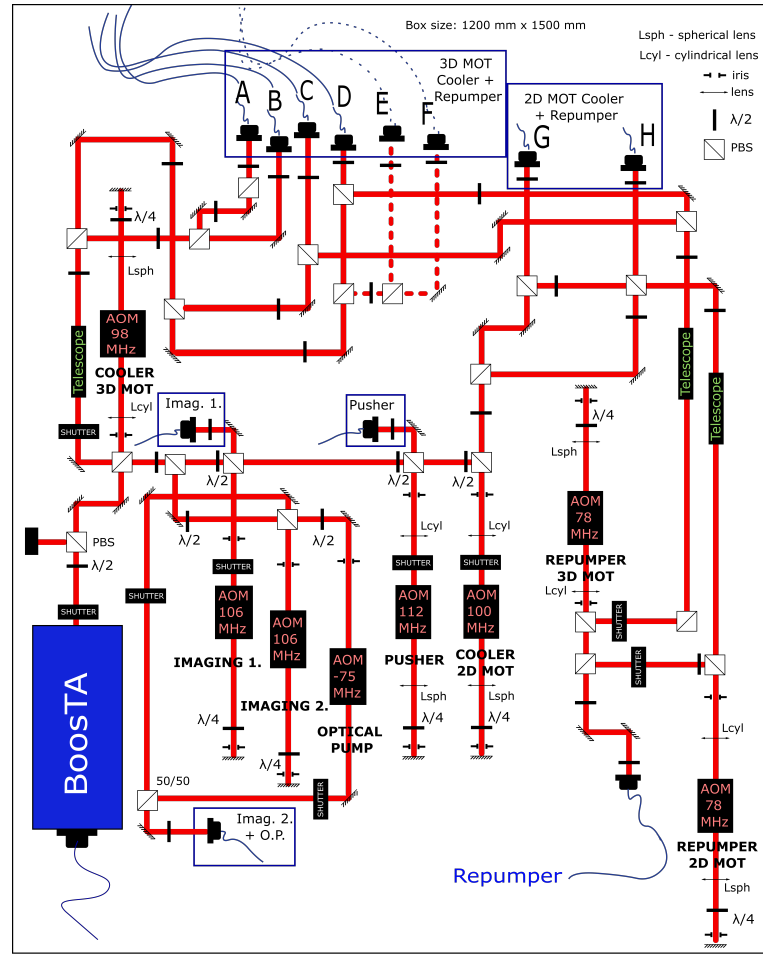 Box size: 1200 mm x 1500 mm
Lsph - spherical lens
Lcyl - cylindrical lens
iris
lens
λ/2
PBS
3D MOT
Cooler +
Repumper
A
B
C
D
E
F
2D MOT Cooler
+ Repumper
G
H
λ/4
Lsph
AOM
98
MHz
COOLER
3D MOT
Telescope
Lcyl
SHUTTER
Imag. 1.
Pusher
Telescope
Telescope
λ/4
Lsph
λ/2
λ/2
λ/2
λ/2
AOM
78
MHz
REPUMPER
3D MOT
Lcyl
PBS
λ/2
λ/2
λ/2
Lcyl
Lcyl
SHUTTER
SHUTTER
SHUTTER
SHUTTER
SHUTTER
AOM
106
MHz
AOM
106
MHz
AOM
112
MHz
AOM
100
MHz
SHUTTER
SHUTTER
IMAGING 1.
IMAGING 2.
AOM
-75
MHz
OPTICAL
PUMP
PUSHER
COOLER
2D MOT
Lsph
Lsph
λ/4
λ/4
λ/4
λ/4
BoosTA
50/50
SHUTTER
Imag. 2.
+ O.P.
Lcyl
AOM
78
MHz
REPUMPER
2D MOT
Lsph
λ/4
Repumper